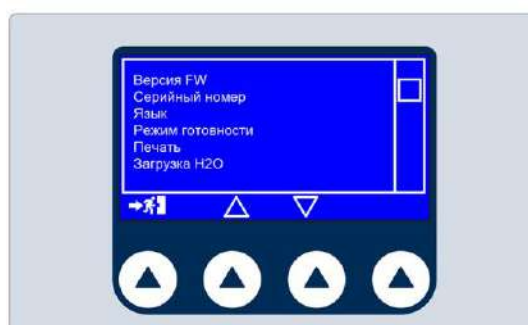 Версия FW
Серийный номер
Язык
Режим готовности
Печать
Загрузка H2O